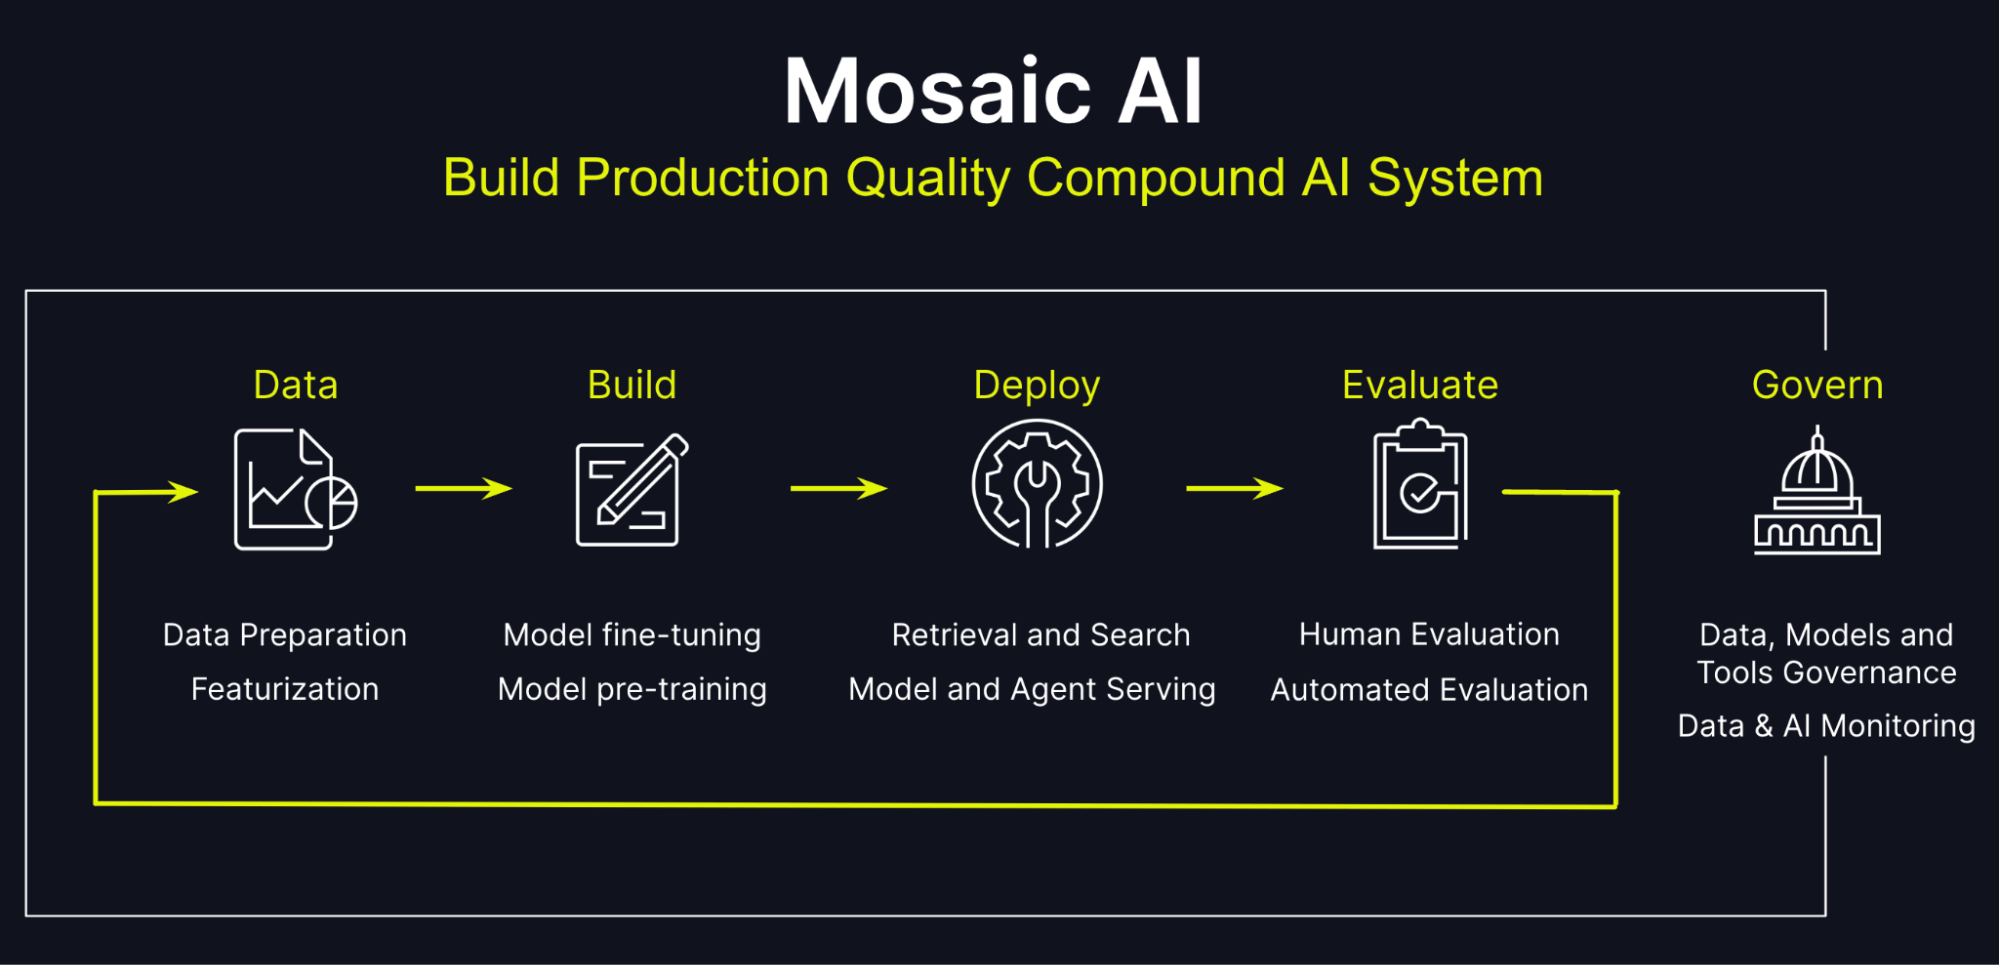 Mosaic AI
Build Production Quality Compound AI System
Data
Build
Deploy
Evaluate
Govern
Data Preparation
Featurization
Model fine-tuning
Model pre-training
Retrieval and Search
Model and Agent Serving
Human Evaluation
Automated Evaluation
Data, Models and
Tools Governance
Data & AI Monitoring